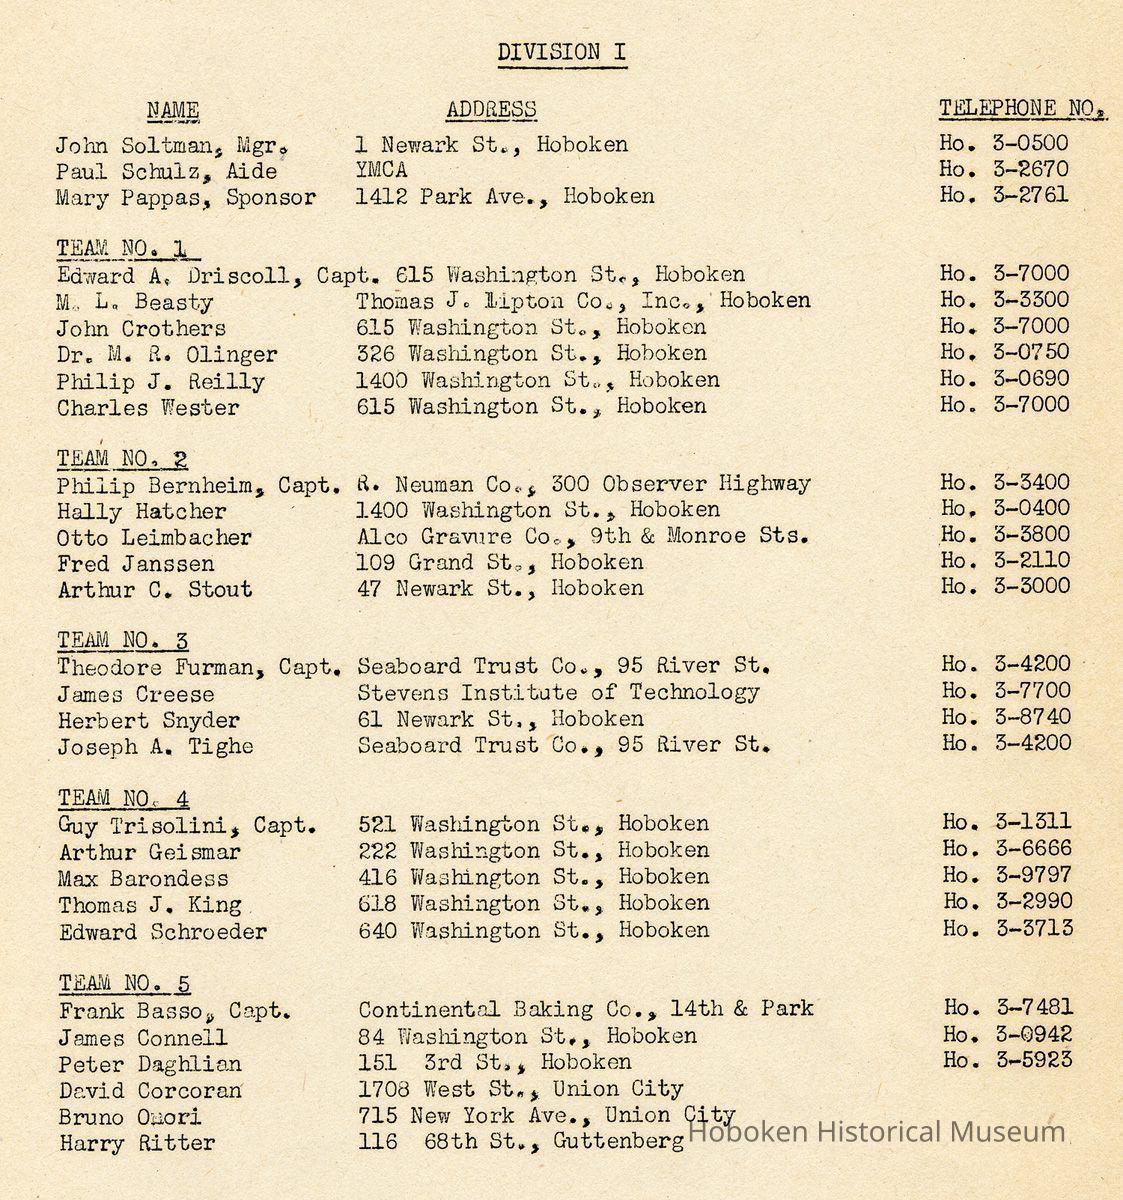 DIVISION I
NAME ADDRESS TELEPHONE NO.
John Soltman, Mgr. 1 Newark St., Hoboken Ho. 3-0500
Paul Schulz, Aide YMCA Ho. 3-2670
Mary Pappas, Sponsor 1412 Park Ave., Hoboken Ho. 3-2761
TEAM NO. 1
Edward A. Driscoll, Capt. 615 Washington St., Hoboken Ho. 3-7000
M. L. Beasty Thomas J. Lipton Co., Inc., Hoboken Ho. 3-3300
John Crothers 615 Washington St., Hoboken Ho. 3-7000
Dr. M. R. Olinger 326 Washington St., Hoboken Ho. 3-0750
Philip J. Reilly 1400 Washington St., Hoboken Ho. 3-0690
Charles Wester 615 Washington St., Hoboken Ho. 3-7000
TEAM NO. 2
Philip Bernheim, Capt. R. Neuman Co., 300 Observer Highway Ho. 3-3400
Hally Hatcher 1400 Washington St., Hoboken Ho. 3-0400
Otto Leimbacher Alco Gravure Co., 9th & Monroe Sts. Ho. 3-3800
Fred Janssen 109 Grand St., Hoboken Ho. 3-2110
Arthur C. Stout 47 Newark St., Hoboken Ho. 3-3000
TEAM NO. 3
Theodore Furman, Capt. Seaboard Trust Co., 95 River St. Ho. 3-4200
James Creese Stevens Institute of Technology Ho. 3-7700
Herbert Snyder 61 Newark St., Hoboken Ho. 3-8740
Joseph A. Tighe Seaboard Trust Co., 95 River St. Ho. 3-4200
TEAM NO. 4
Guy Trisolini, Capt. 521 Washington St., Hoboken Ho. 3-1311
Arthur Geismar 222 Washington St., Hoboken Ho. 3-6666
Max Barondess 416 Washington St., Hoboken Ho. 3-9797
Thomas J. King 618 Washington St., Hoboken Ho. 3-2990
Edward Schroeder 640 Washington St., Hoboken Ho. 3-3713
TEAM NO. 5
Frank Basso, Capt. Continental Baking Co., 14th & Park Ho. 3-7481
James Connell 84 Washington St., Hoboken Ho. 3-0942
Peter Daghlian 151 3rd St., Hoboken Ho. 3-5923
David Corcoran 1708 West St., Union City
Bruno 715 New York Ave., Union City
Harry Ritter 116 68th St., Guttenberg
Hoboken Historical Museum